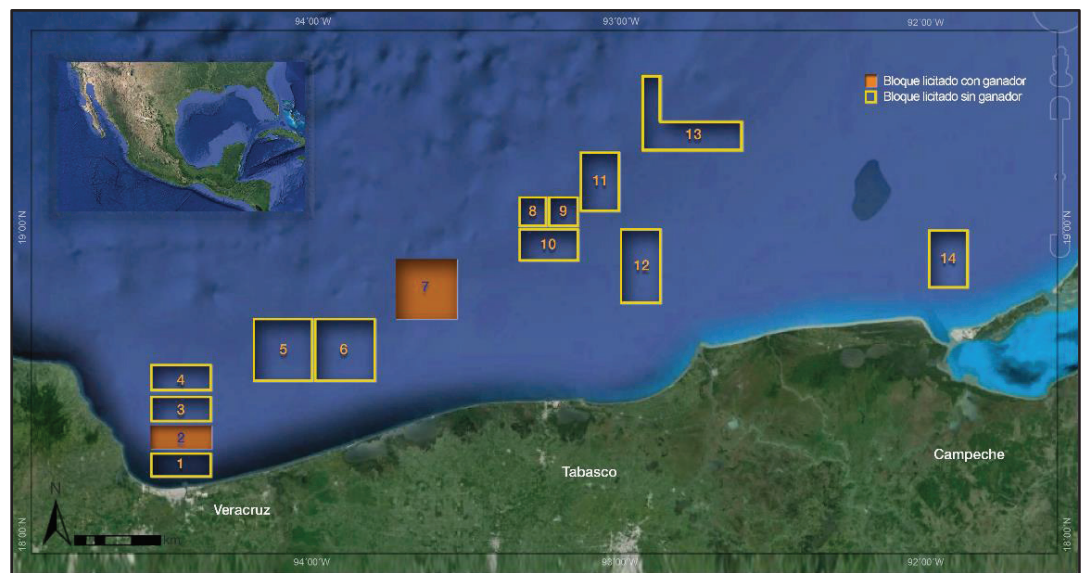 94°00'W 93°00'W 92°00'W
Bloque licitado con ganador
Bloque licitado sin ganador
13
11
8 9
19°00'N 19°00'N
10
12
14
7
5 6
4
3
2
1
Tabasco
Campeche
Veracruz
N
km
18°00'N 18°00'N
94°00'W 93°00'W 92°00'W